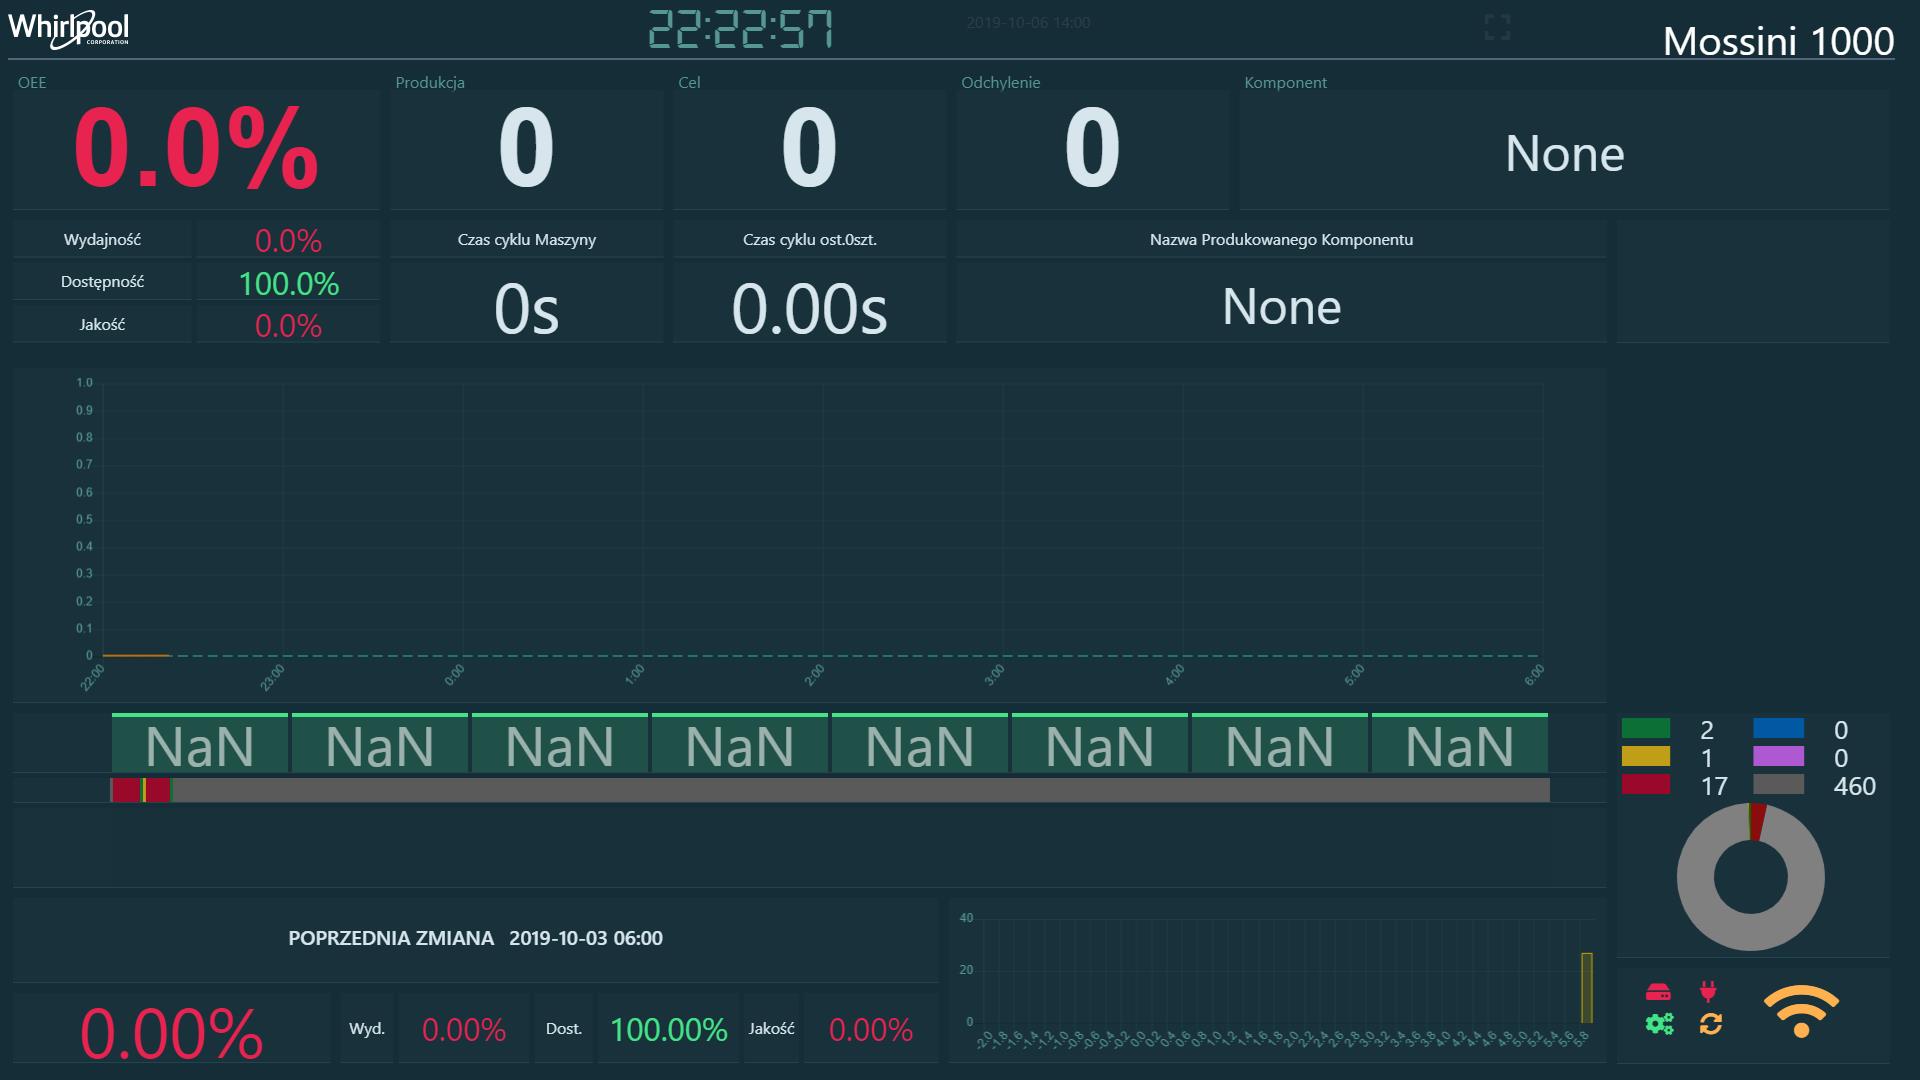 Whirlpool
CORPORATION
22:22:57
2019-10-06 14:00
Mossini 1000
OEE
Produkcja
Cel
Odchylenie
Komponent
0.0%
0
0
0
None
Wydajność
0.0%
Czas cyklu Maszyny
Czas cyklu ost.0szt.
Nazwa Produkowanego Komponentu
Dostępność
100.0%
0s
0.00s
None
Jakość
0.0%
1.0
0.9
0.8
0.7
0.6
0.5
0.4
0.3
0.2
0.1
0
22:00 23:00 0:00 1:00 2:00 3:00 4:00 5:00 6:00
NaN NaN NaN NaN NaN NaN NaN NaN
2 0
1 0
17 460
POPRZEDNIA ZMIANA 2019-10-03 06:00
0.00%
Wyd. 0.00% Dost. 100.00% Jakość 0.00%
40
20
0
-2.0 -1.8 -1.6 -1.4 -1.2 -1.0 -0.8 -0.6 -0.4 -0.2 0.0 0.2 0.4 0.6 0.8 1.0 1.2 1.4 1.6 1.8 2.0 2.2 2.4 2.6 2.8 3.0 3.2 3.4 3.6 3.8 4.0 4.2 4.4 4.6 4.8 5.0 5.2 5.4 5.6 5.8